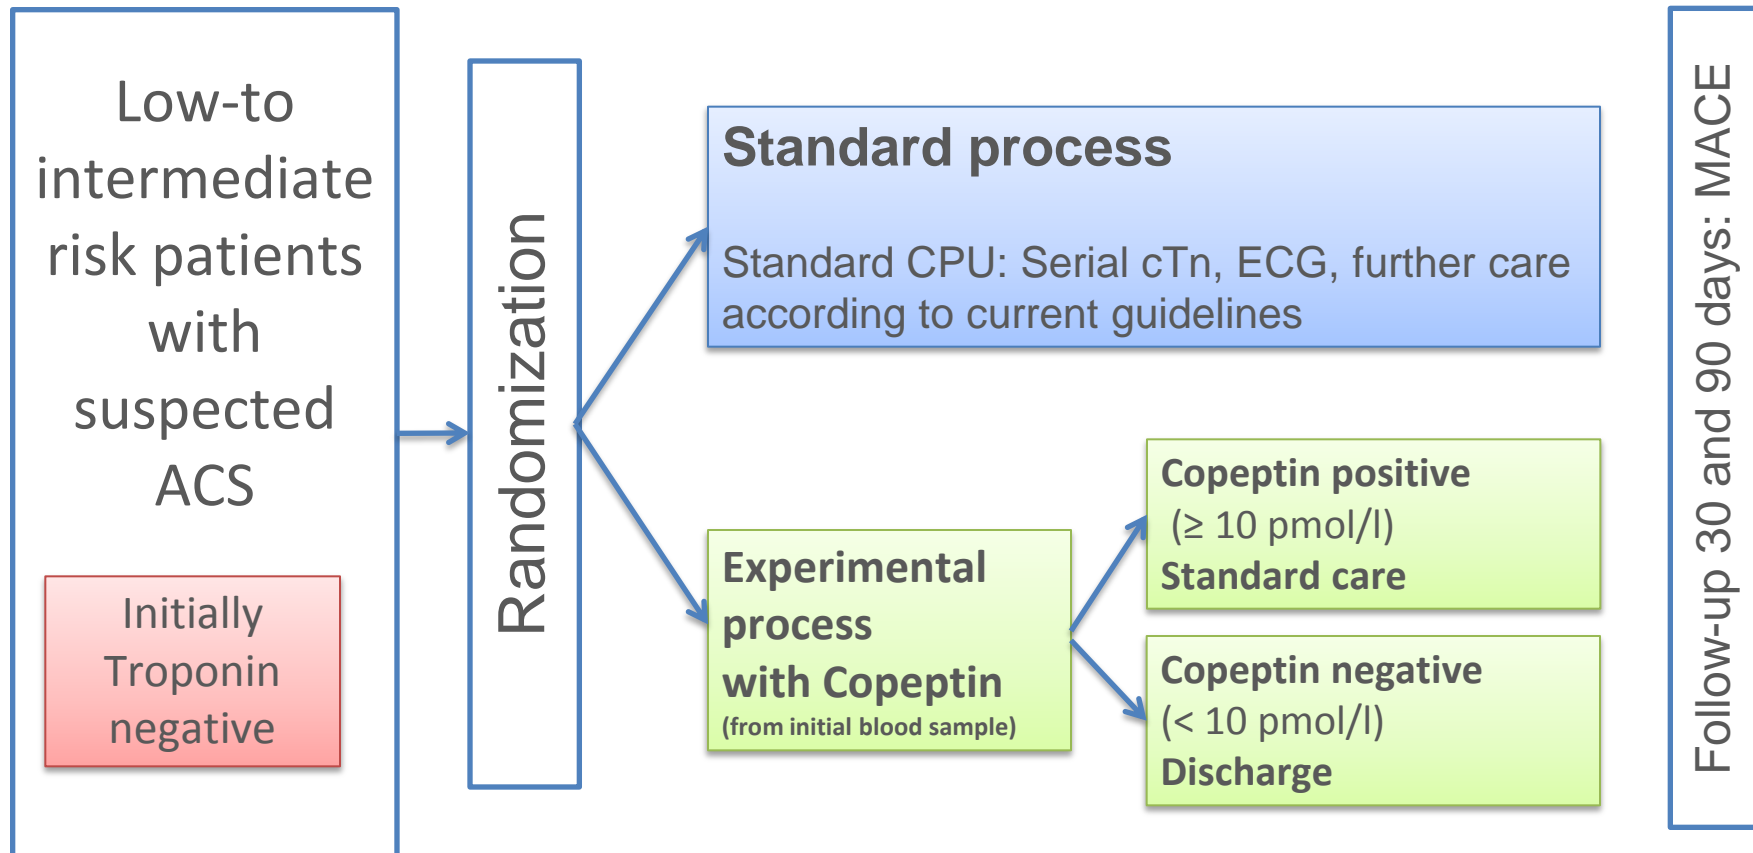 Low-to
intermediate
risk patients
with
suspected
ACS
Initially
Troponin
negative
Randomization
Standard process
Standard CPU: Serial cTn, ECG, further care
according to current guidelines
Experimental
process
with Copeptin
(from initial blood sample)
Copeptin positive
(≥ 10 pmol/l)
Standard care
Copeptin negative
(< 10 pmol/l)
Discharge
Follow-up 30 and 90 days: MACE